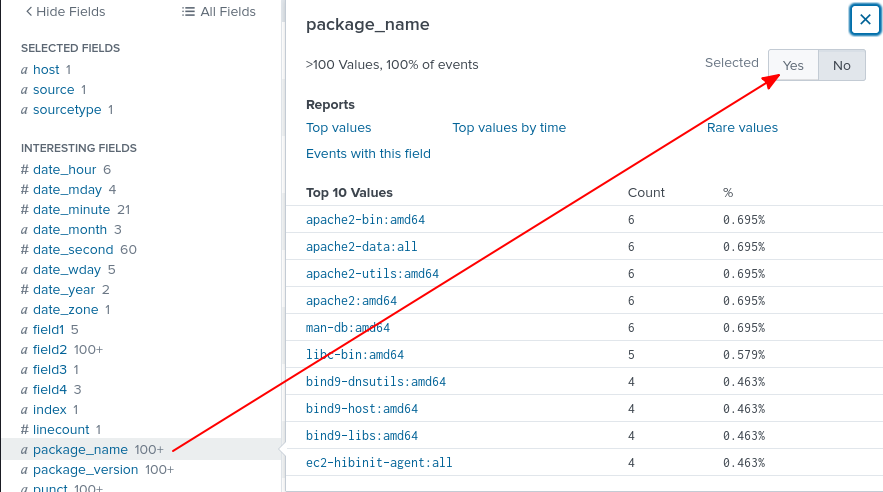 Hide Fields
All Fields
SELECTED FIELDS
a host 1
a source 1
a sourcetype 1
INTERESTING FIELDS
# date_hour 6
# date_mday 4
# date_minute 21
a date_month 3
# date_second 60
a date_wday 5
# date_year 2
a date_zone 1
a field1 5
a field2 100+
a field3 1
a field4 3
a index 1
# linecount 1
a package_name 100+
a package_version 100+
a punct 100+
package_name
>100 Values, 100% of events
Selected Yes No
Reports
Top values Top values by time Rare values
Events with this field
Top 10 Values Count %
apache2-bin:amd64 6 0.695%
apache2-data:all 6 0.695%
apache2-utils:amd64 6 0.695%
apache2:amd64 6 0.695%
man-db:amd64 6 0.695%
libc-bin:amd64 5 0.579%
bind9-dnsutils:amd64 4 0.463%
bind9-host:amd64 4 0.463%
bind9-libs:amd64 4 0.463%
ec2-hibinit-agent:all 4 0.463%